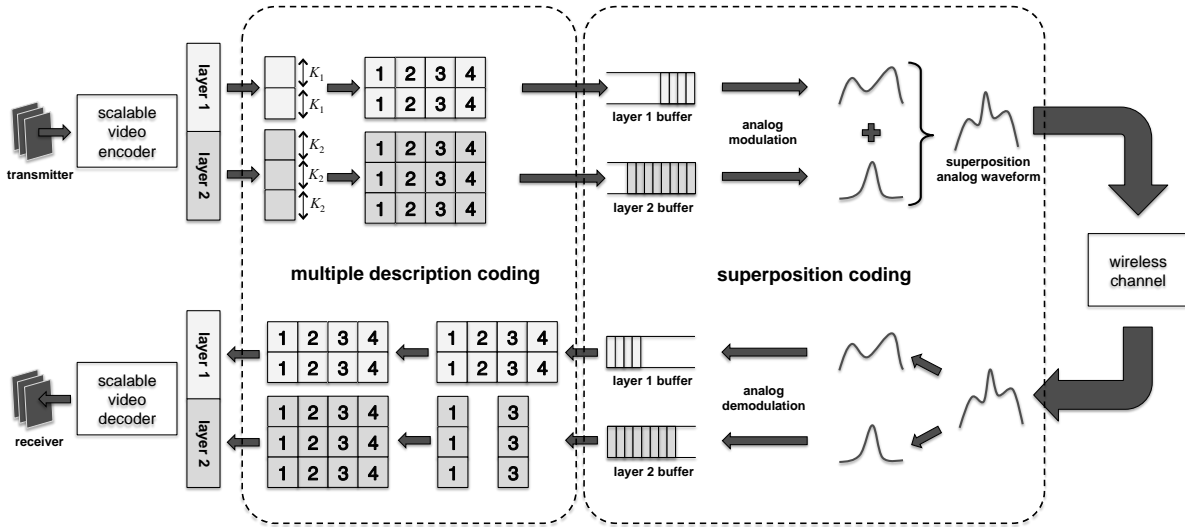 transmitter
scalable
video
encoder
layer 1
layer 2
K1
K1
K2
K2
K2
1 2 3 4
1 2 3 4
1 2 3 4
1 2 3 4
1 2 3 4
layer 1 buffer
layer 2 buffer
analog
modulation
superposition
analog waveform
wireless
channel
multiple description coding
superposition coding
receiver
scalable
video
decoder
layer 1
layer 2
1 2 3 4
1 2 3 4
1 2 3 4
1 2 3 4
1 2 3 4
1 2 3 4
1 2 3 4
1 3
1 3
1 3
layer 1 buffer
layer 2 buffer
analog
demodulation